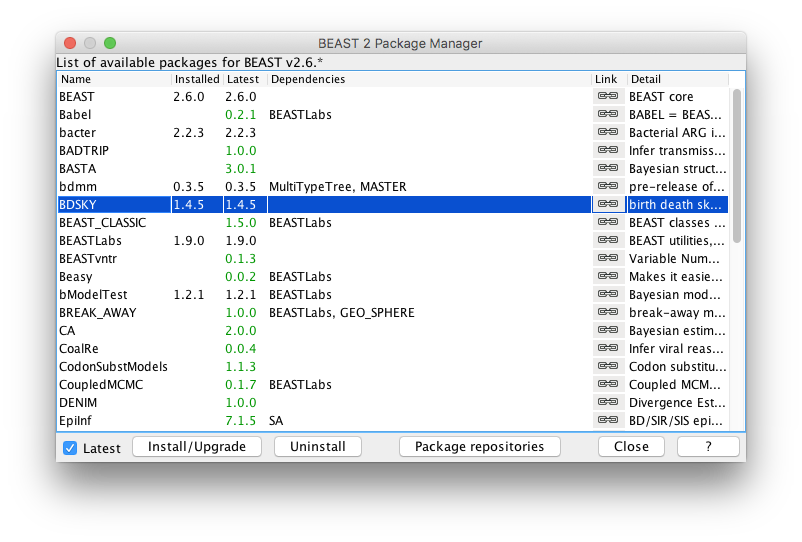 BEAST 2 Package Manager
List of available packages for BEAST v2.6.*
Name Installed Latest Dependencies Link Detail
BEAST 2.6.0 2.6.0 BEAST core
Babel 0.2.1 BEASTLabs BABEL = BEAS...
bacter 2.2.3 2.2.3 Bacterial ARG i...
BADTRIP 1.0.0 Infer transmiss...
BASTA 3.0.1 Bayesian struct...
bdmm 0.3.5 0.3.5 MultiTypeTree, MASTER pre-release of...
BDSKY 1.4.5 1.4.5 birth death sk...
BEAST_CLASSIC 1.5.0 BEASTLabs BEAST classes ...
BEASTLabs 1.9.0 1.9.0 BEAST utilities,...
BEASTvntr 0.1.3 Variable Num...
Beasy 0.0.2 BEASTLabs Makes it easie...
bModelTest 1.2.1 1.2.1 BEASTLabs Bayesian mod...
BREAK_AWAY 1.0.0 BEASTLabs, GEO_SPHERE break-away m...
CA 2.0.0 Bayesian estim...
CoalRe 0.0.4 Infer viral reas...
CodonSubstModels 1.1.3 Codon substitu...
CoupledMCMC 0.1.7 BEASTLabs Coupled MCM...
DENIM 1.0.0 Divergence Est...
EpiInf 7.1.5 SA BD/SIR/SIS epi...
Latest Install/Upgrade Uninstall Package repositories Close ?